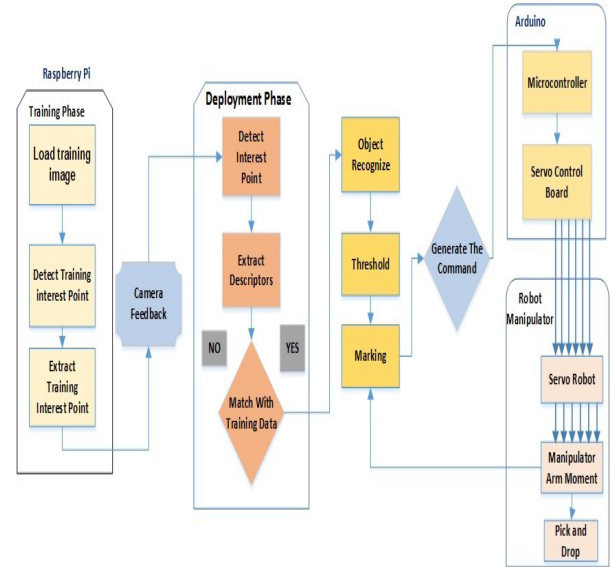 Raspberry Pi
Training Phase
Load training
image
Detect Training
interest Point
Extract
Training
Interest Point
Camera
Feedback
Deployment Phase
Detect
Interest
Point
Extract
Descriptors
NO
YES
Match With
Training Data
Object
Recognize
Threshold
Marking
Generate The
Command
Arduino
Microcontroller
Servo Control
Board
Robot
Manipulator
Servo Robot
Manipulator
Arm Moment
Pick and
Drop